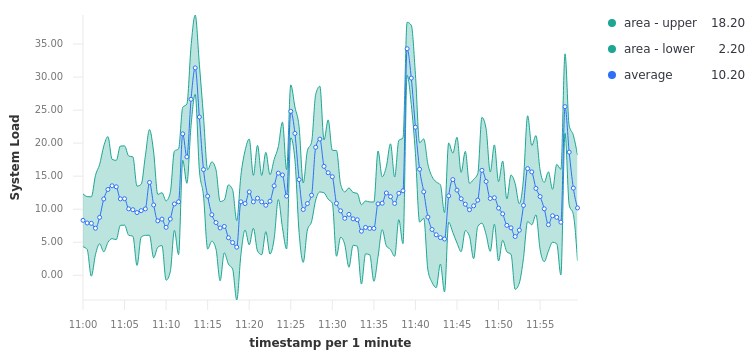 area - upper 18.20
area - lower 2.20
average 10.20
35.00
30.00
25.00
20.00
15.00
10.00
5.00
0.00
System Load
11:00 11:05 11:10 11:15 11:20 11:25 11:30 11:35 11:40 11:45 11:50 11:55
timestamp per 1 minute